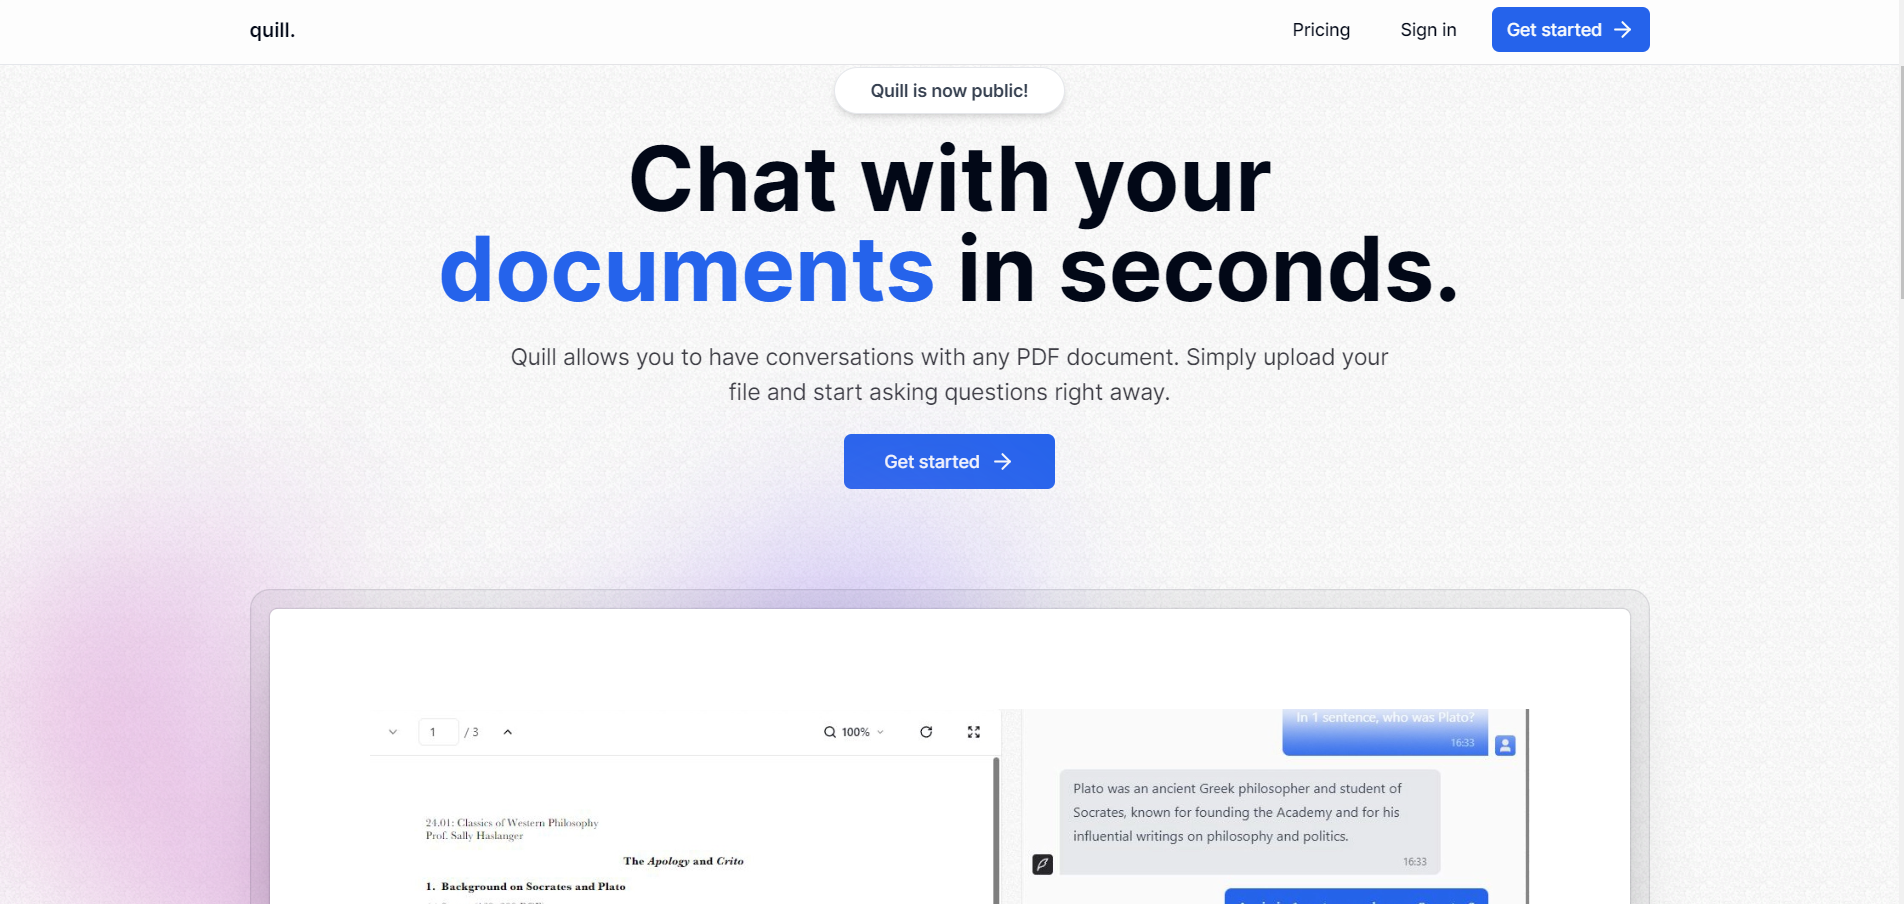 quill.
Pricing
Sign in
Get started
Quill is now public!
Chat with your
documents in seconds.
Quill allows you to have conversations with any PDF document. Simply upload your
file and start asking questions right away.
Get started
1 / 3
100%
24.01: Classics of Western Philosophy
Prof. Sally Haslanger
The Apology and Crito
1. Background on Socrates and Plato
In 1 sentence, who was Plato?
16:33
Plato was an ancient Greek philosopher and student of
Socrates, known for founding the Academy and for his
influential writings on philosophy and politics.
16:33